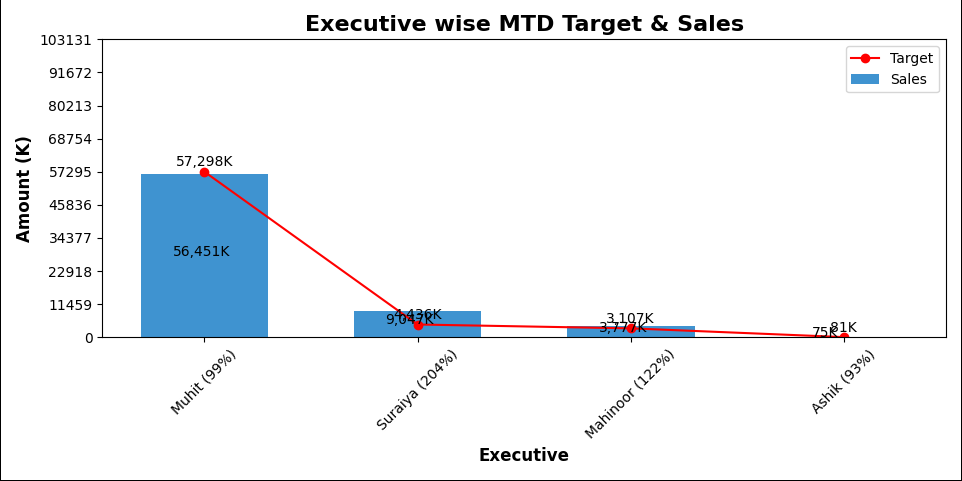 Executive wise MTD Target & Sales
Amount (K)
103131
91672
80213
68754
57295
45836
34377
22918
11459
0
Target
Sales
57,298K
56,451K
4,436K
9,047K
3,107K
3,777K
81K
75K
Muhit (99%)
Suraiya (204%)
Mahinoor (122%)
Ashik (93%)
Executive